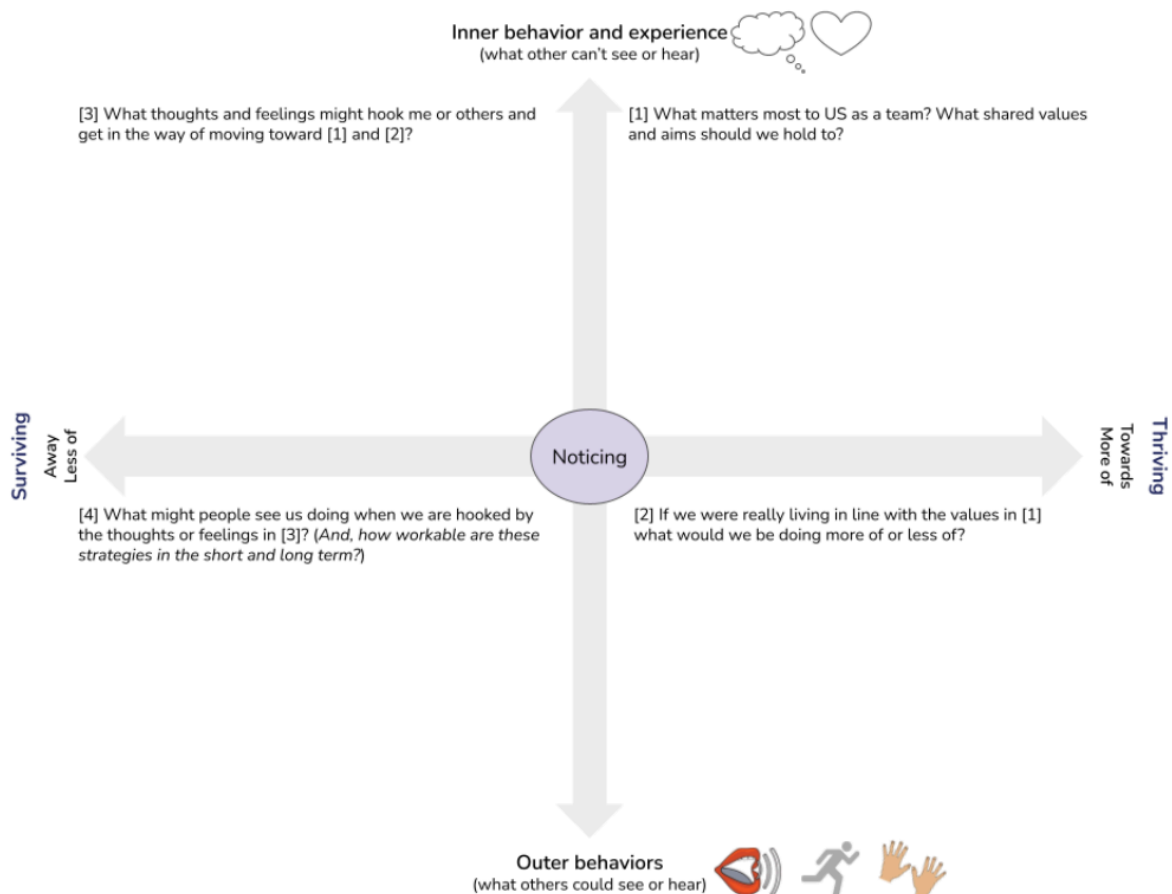 Inner behavior and experience
(what other can't see or hear)
[3] What thoughts and feelings might hook me or others and
get in the way of moving toward [1] and [2]?
[1] What matters most to US as a team? What shared values
and aims should we hold to?
Surviving
Away
Less of
Noticing
Thriving
Towards
More of
[4] What might people see us doing when we are hooked by
the thoughts or feelings in [3]? (And, how workable are these
strategies in the short and long term?)
[2] If we were really living in line with the values in [1]
what would we be doing more of or less of?
Outer behaviors
(what others could see or hear)